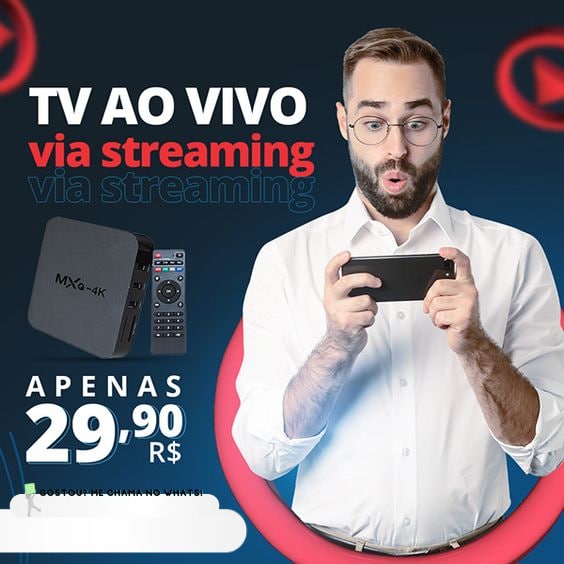 TV AO VIVO
via streaming
via streaming
MXQ-4K
APENAS
29,90
R$
GOSTOU? ME CHAMA NO WHATS!